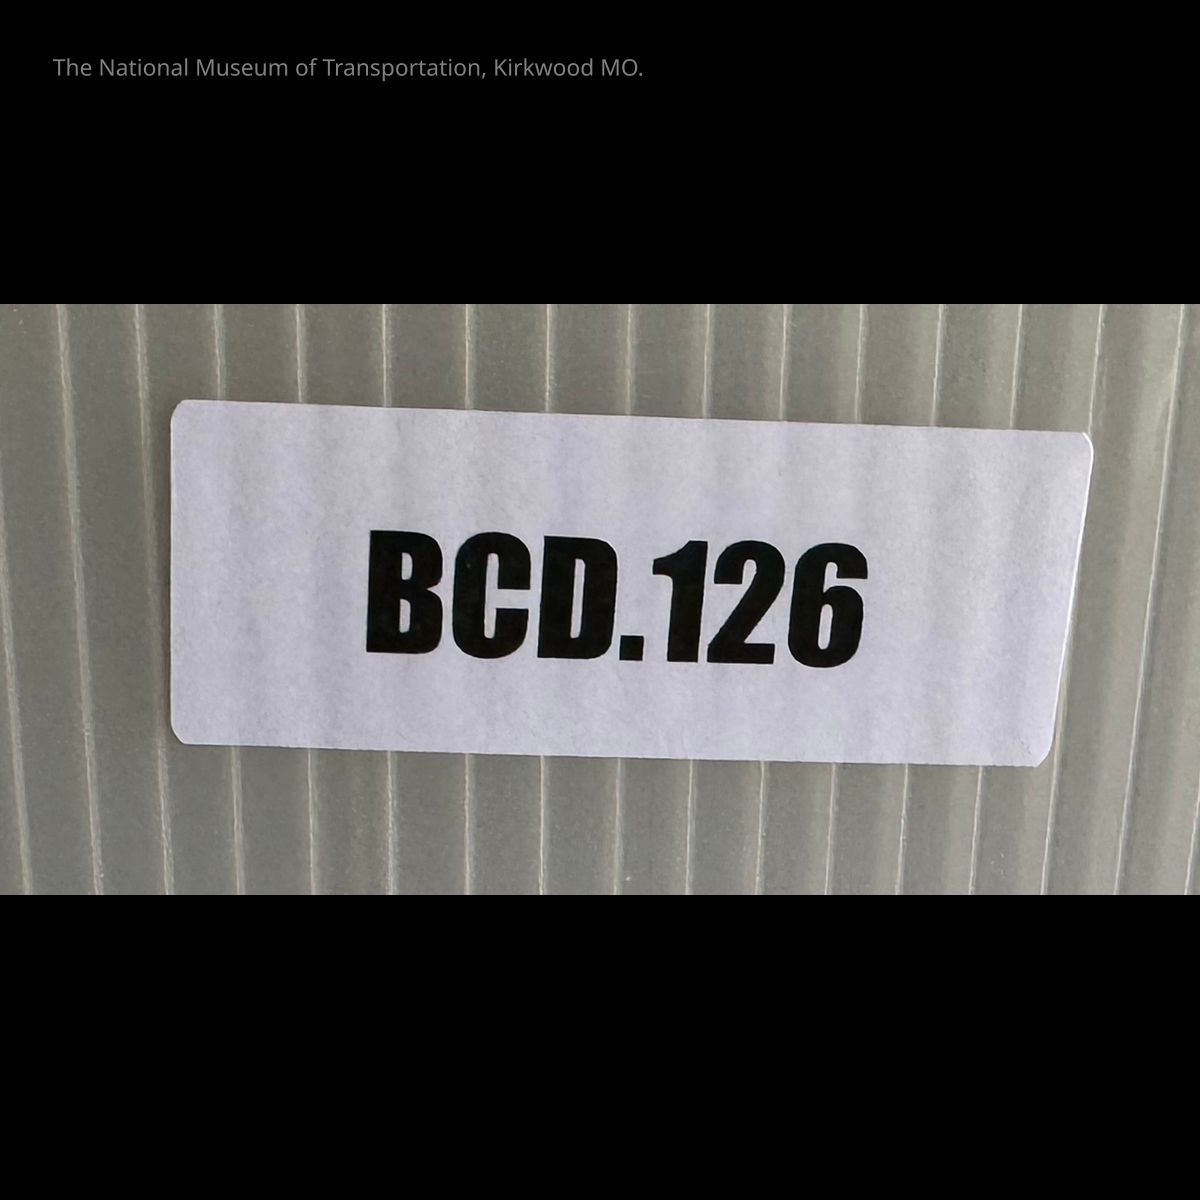 The National Museum of Transportation, Kirkwood MO.
BCD.126